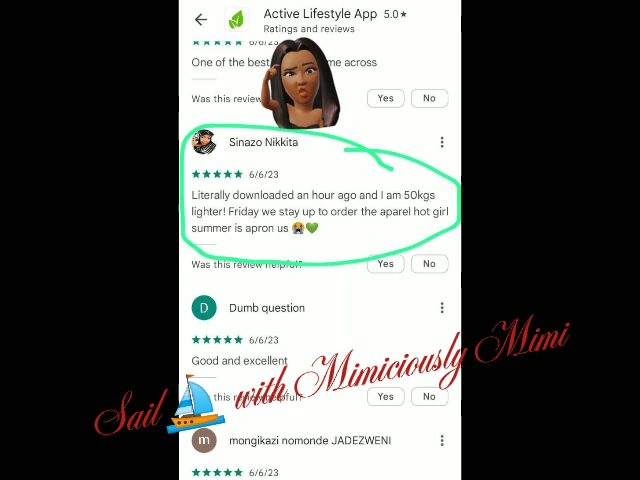 Active Lifestyle App 5.0★
Ratings and reviews
★★★★★ 6/6/23
One of the best me across
Was this review Yes No
Sinazo Nikkita
★★★★★ 6/6/23
Literally downloaded an hour ago and I am 50kgs
lighter! Friday we stay up to order the aparel hot girl
summer is apron us 😭💚
Was this review helpful? Yes No
D Dumb question
★★★★★ 6/6/23
Good and excellent
Sail ⛵ with Mimiciously Mimi
this review helpful? Yes No
m mongikazi nomonde JADEZWENI
★★★★★ 6/6/23